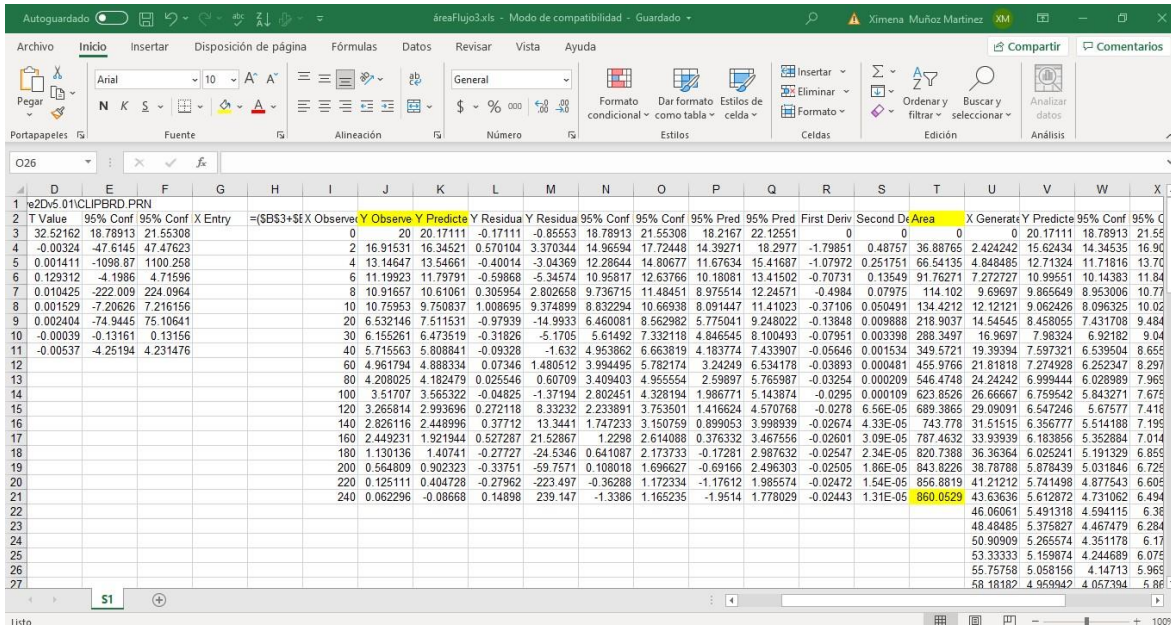 Autoguardado áreaFlujo3.xls - Modo de compatibilidad - Guardado Ximena Muñoz Martinez XM
Archivo Inicio Insertar Disposición de página Fórmulas Datos Revisar Vista Ayuda Compartir Comentarios
Pegar Arial 10 A A ab General Formato condicional Dar formato como tabla Estilos de celda Insertar Eliminar Formato Ordenar y filtrar Buscar y seleccionar Analizar datos
N K S A $ % 000
Portapapeles Fuente Alineación Número Estilos Celdas Edición Análisis
O26 fx
D E F G H I J K L M N O P Q R S T U V W X
1 e2Dv5.01\CLIPBRD.PRN
2 T Value 95% Conf 95% Conf X Entry =($B$3+$E X Observe Y Observe Y Predicte Y Residua Y Residua 95% Conf 95% Conf 95% Pred 95% Pred First Deriv Second De Area X Generate Y Predicte 95% Conf 95% C
3 32.52162 18.78913 21.55308 0 20 20.17111 -0.17111 -0.85553 18.78913 21.55308 18.2167 22.12551 0 0 0 0 20.17111 18.78913 21.55
4 -0.00324 -47.6145 47.47623 2 16.91531 16.34521 0.570104 3.370344 14.96594 17.72448 14.39271 18.2977 -1.79851 0.48757 36.88765 2.424242 15.62434 14.34535 16.90
5 0.001411 -1098.87 1100.258 4 13.14647 13.54661 -0.40014 -3.04369 12.28644 14.80677 11.67634 15.41687 -1.07972 0.251751 66.54135 4.848485 12.71324 11.71816 13.70
6 0.129312 -4.1986 4.71596 6 11.19923 11.79791 -0.59868 -5.34574 10.95817 12.63766 10.18081 13.41502 -0.70731 0.13549 91.76271 7.272727 10.99551 10.14383 11.84
7 0.010425 -222.009 224.0964 8 10.91657 10.61061 0.305954 2.802658 9.736715 11.48451 8.975514 12.24571 -0.4984 0.07975 114.102 9.69697 9.865649 8.953006 10.77
8 0.001529 -7.20626 7.216156 10 10.75953 9.750837 1.008695 9.374899 8.832294 10.66938 8.091447 11.41023 -0.37106 0.050491 134.4212 12.12121 9.062426 8.096325 10.02
9 0.002404 -74.9445 75.10641 20 6.532146 7.511531 -0.97939 -14.9933 6.460081 8.562982 5.775041 9.248022 -0.13848 0.009888 218.9037 14.54545 8.458055 7.431708 9.484
10 -0.00039 -0.13161 0.13156 30 6.155261 6.473519 -0.31826 -5.1705 5.61492 7.332118 4.846545 8.100493 -0.07951 0.003398 288.3497 16.9697 7.98324 6.92182 9.04
11 -0.00537 -4.25194 4.231476 40 5.715563 5.808841 -0.09328 -1.632 4.953862 6.663819 4.183774 7.433907 -0.05646 0.001534 349.5721 19.39394 7.597321 6.539504 8.655
12 60 4.961794 4.888334 0.07346 1.480512 3.994495 5.782174 3.24249 6.534178 -0.03893 0.000481 455.9766 21.81818 7.274928 6.252347 8.297
13 80 4.208025 4.182479 0.025546 0.60709 3.409403 4.955554 2.59897 5.765987 -0.03254 0.000209 546.4748 24.24242 6.999444 6.028989 7.969
14 100 3.51707 3.565322 -0.04825 -1.37194 2.802451 4.328194 1.986771 5.143874 -0.0295 0.000109 623.8526 26.66667 6.759542 5.843271 7.675
15 120 3.265814 2.993696 0.272118 8.33232 2.233891 3.753501 1.416624 4.570768 -0.0278 6.56E-05 689.3865 29.09091 6.547246 5.67577 7.418
16 140 2.826116 2.448996 0.37712 13.3441 1.747233 3.150759 0.899053 3.998939 -0.02674 4.33E-05 743.778 31.51515 6.356777 5.514188 7.199
17 160 2.449231 1.921944 0.527287 21.52867 1.2298 2.614088 0.376332 3.467556 -0.02601 3.09E-05 787.4632 33.93939 6.183856 5.352884 7.014
18 180 1.130136 1.40741 -0.27727 -24.5346 0.641087 2.173733 -0.17281 2.987632 -0.02547 2.34E-05 820.7388 36.36364 6.025241 5.191329 6.859
19 200 0.564809 0.902323 -0.33751 -59.7571 0.108018 1.696627 -0.69166 2.496303 -0.02505 1.86E-05 843.8226 38.78788 5.878439 5.031846 6.725
20 220 0.125111 0.404728 -0.27962 -223.497 -0.36288 1.172334 -1.17612 1.985574 -0.02472 1.54E-05 856.8819 41.21212 5.741498 4.877543 6.605
21 240 0.062296 -0.08668 0.14898 239.147 -1.3386 1.165235 -1.9514 1.778029 -0.02443 1.31E-05 860.0529 43.63636 5.612872 4.731062 6.494
22 46.06061 5.491318 4.594115 6.38
23 48.48485 5.375827 4.467479 6.284
24 50.90909 5.265574 4.351178 6.17
25 53.33333 5.159874 4.244689 6.075
26 55.75758 5.058156 4.14713 5.969
27 58.18182 4.959942 4.057394 5.86
S1
Listo 100%